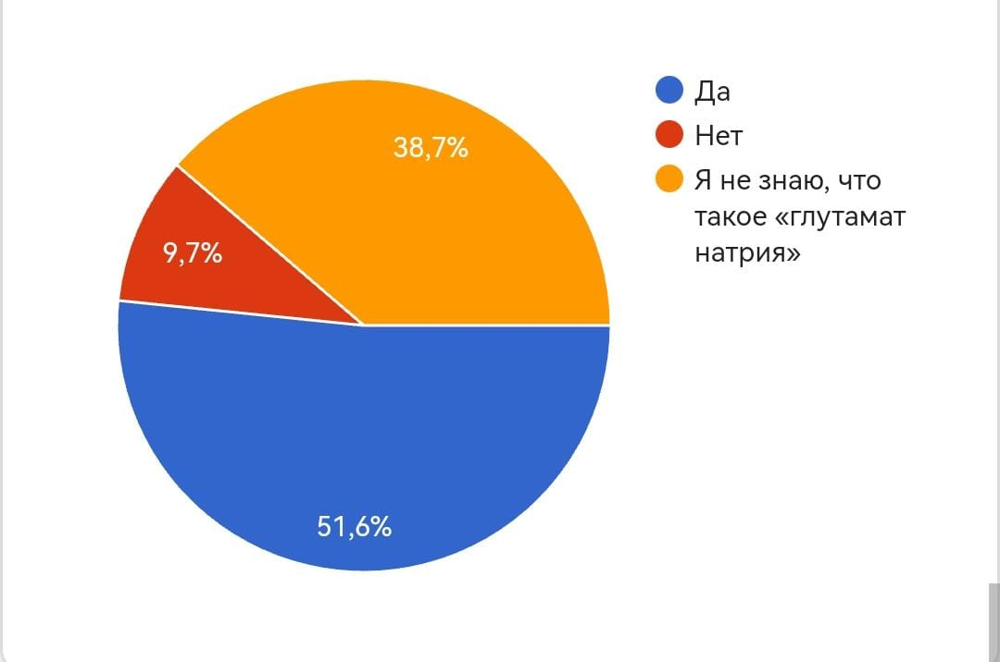 Да
Нет
Я не знаю, что
такое «глутамат
натрия»
38,7%
9,7%
51,6%